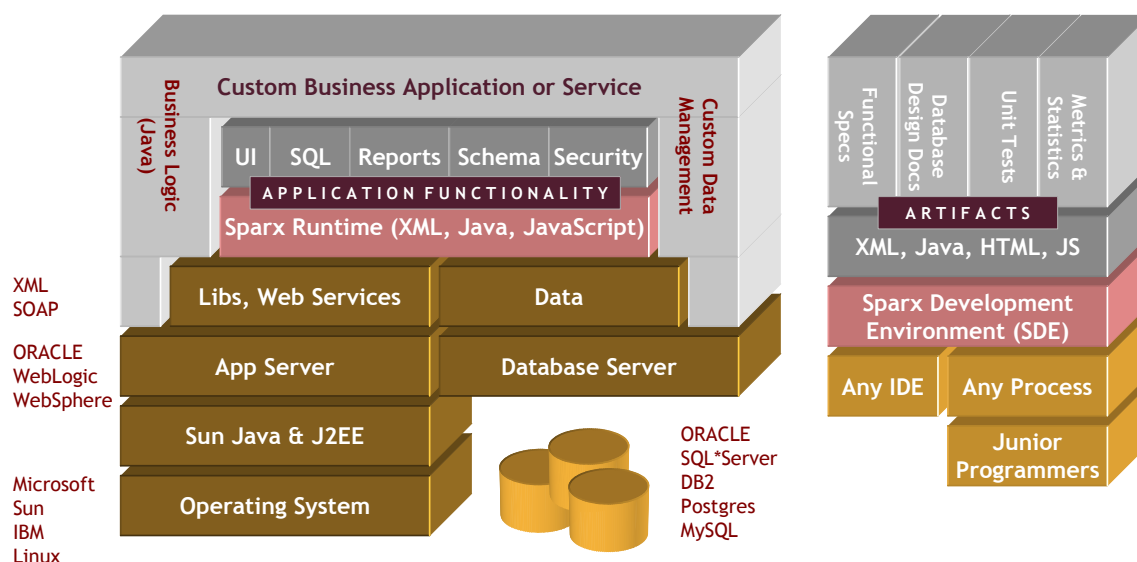 Custom Business Application or Service
Business Logic
(Java)
Custom Data
Management
UI
SQL
Reports
Schema
Security
APPLICATION FUNCTIONALITY
Sparx Runtime (XML, Java, JavaScript)
XML
SOAP
Libs, Web Services
Data
ORACLE
WebLogic
WebSphere
App Server
Database Server
Sun Java & J2EE
Microsoft
Sun
IBM
Linux
Operating System
ORACLE
SQL*Server
DB2
Postgres
MySQL
Functional
Specs
Database
Design Docs
Unit Tests
Metrics &
Statistics
ARTIFACTS
XML, Java, HTML, JS
Sparx Development
Environment (SDE)
Any IDE
Any Process
Junior
Programmers